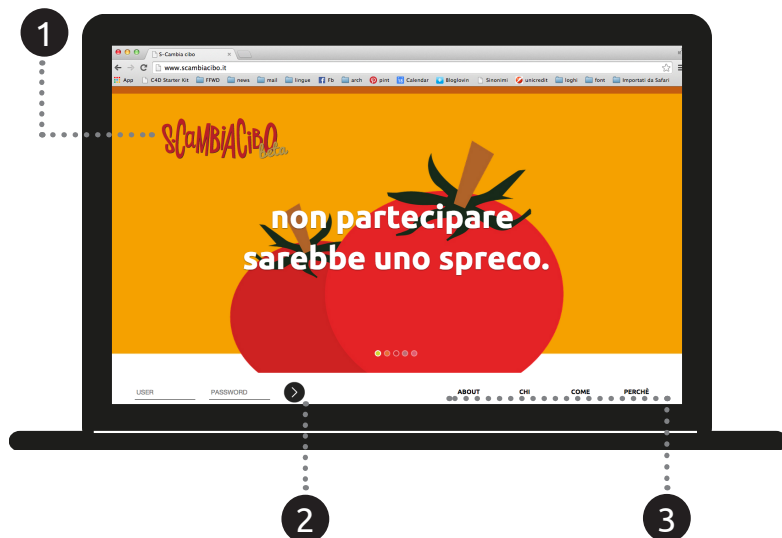 1
S-Cambia cibo
www.scambiacibo.it
App C4D Starter Kit FFWD news mail lingue Fb arch pint Calendar Bloglovin Sinonimi unicredit loghi font Importati da Safari
S-CAMBIACIBO
beta
non partecipare
sarebbe uno spreco.
USER PASSWORD ABOUT CHI COME PERCHÈ
2 3